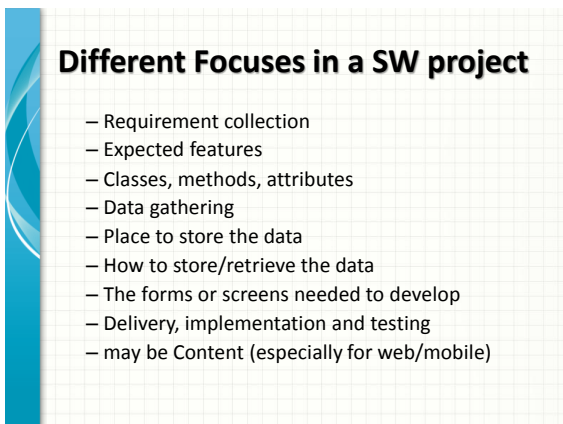 Different Focuses in a SW project
– Requirement collection
– Expected features
– Classes, methods, attributes
– Data gathering
– Place to store the data
– How to store/retrieve the data
– The forms or screens needed to develop
– Delivery, implementation and testing
– may be Content (especially for web/mobile)